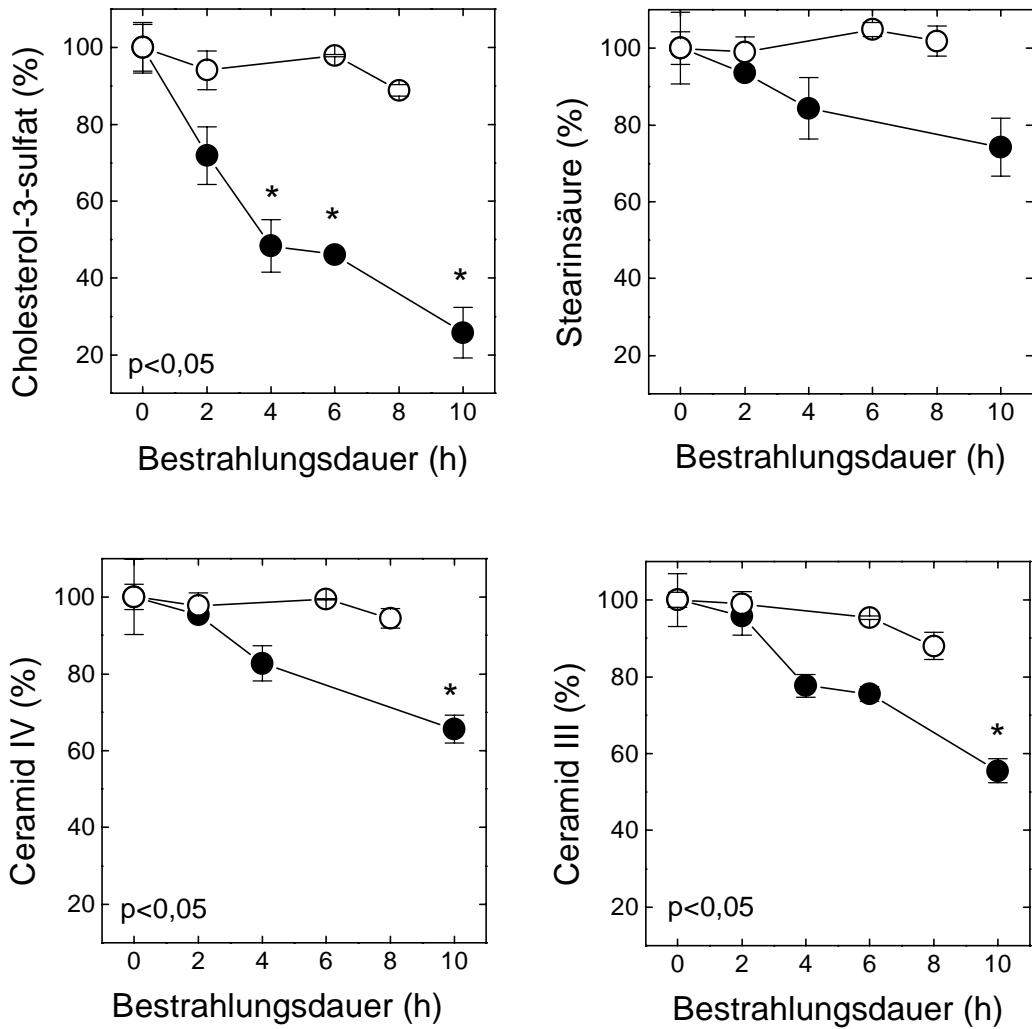 Cholesterol-3-sulfat (%)
100
80
60
40
20
* * *
p<0,05
0 2 4 6 8 10
Bestrahlungsdauer (h)
Stearinsäure (%)
100
80
60
40
20
0 2 4 6 8 10
Bestrahlungsdauer (h)
Ceramid IV (%)
100
80
60
40
20
*
p<0,05
0 2 4 6 8 10
Bestrahlungsdauer (h)
Ceramid III (%)
100
80
60
40
20
*
p<0,05
0 2 4 6 8 10
Bestrahlungsdauer (h)